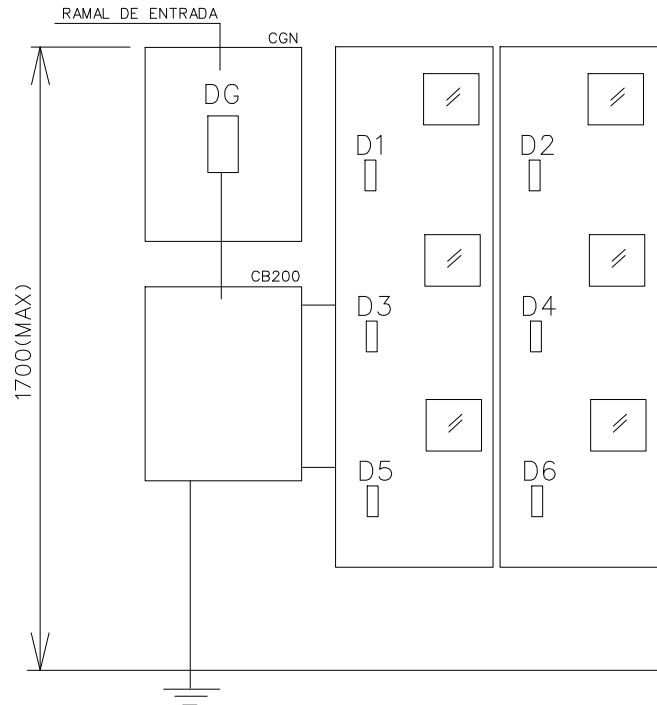 RAMAL DE ENTRADA
CGN
DG
D1
D2
CB200
D3
D4
1700(MAX)
D5
D6